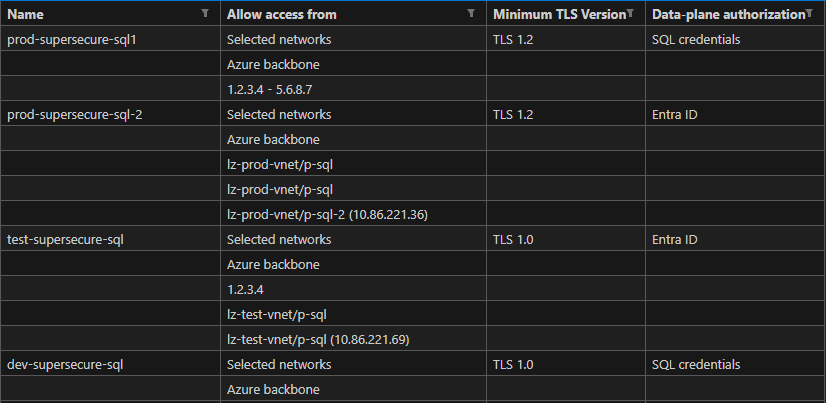 Name Allow access from Minimum TLS Version Data-plane authorization
prod-supersecure-sql1 Selected networks TLS 1.2 SQL credentials
Azure backbone
1.2.3.4 - 5.6.8.7
prod-supersecure-sql-2 Selected networks TLS 1.2 Entra ID
Azure backbone
lz-prod-vnet/p-sql
lz-prod-vnet/p-sql
lz-prod-vnet/p-sql-2 (10.86.221.36)
test-supersecure-sql Selected networks TLS 1.0 Entra ID
Azure backbone
1.2.3.4
lz-test-vnet/p-sql
lz-test-vnet/p-sql (10.86.221.69)
dev-supersecure-sql Selected networks TLS 1.0 SQL credentials
Azure backbone